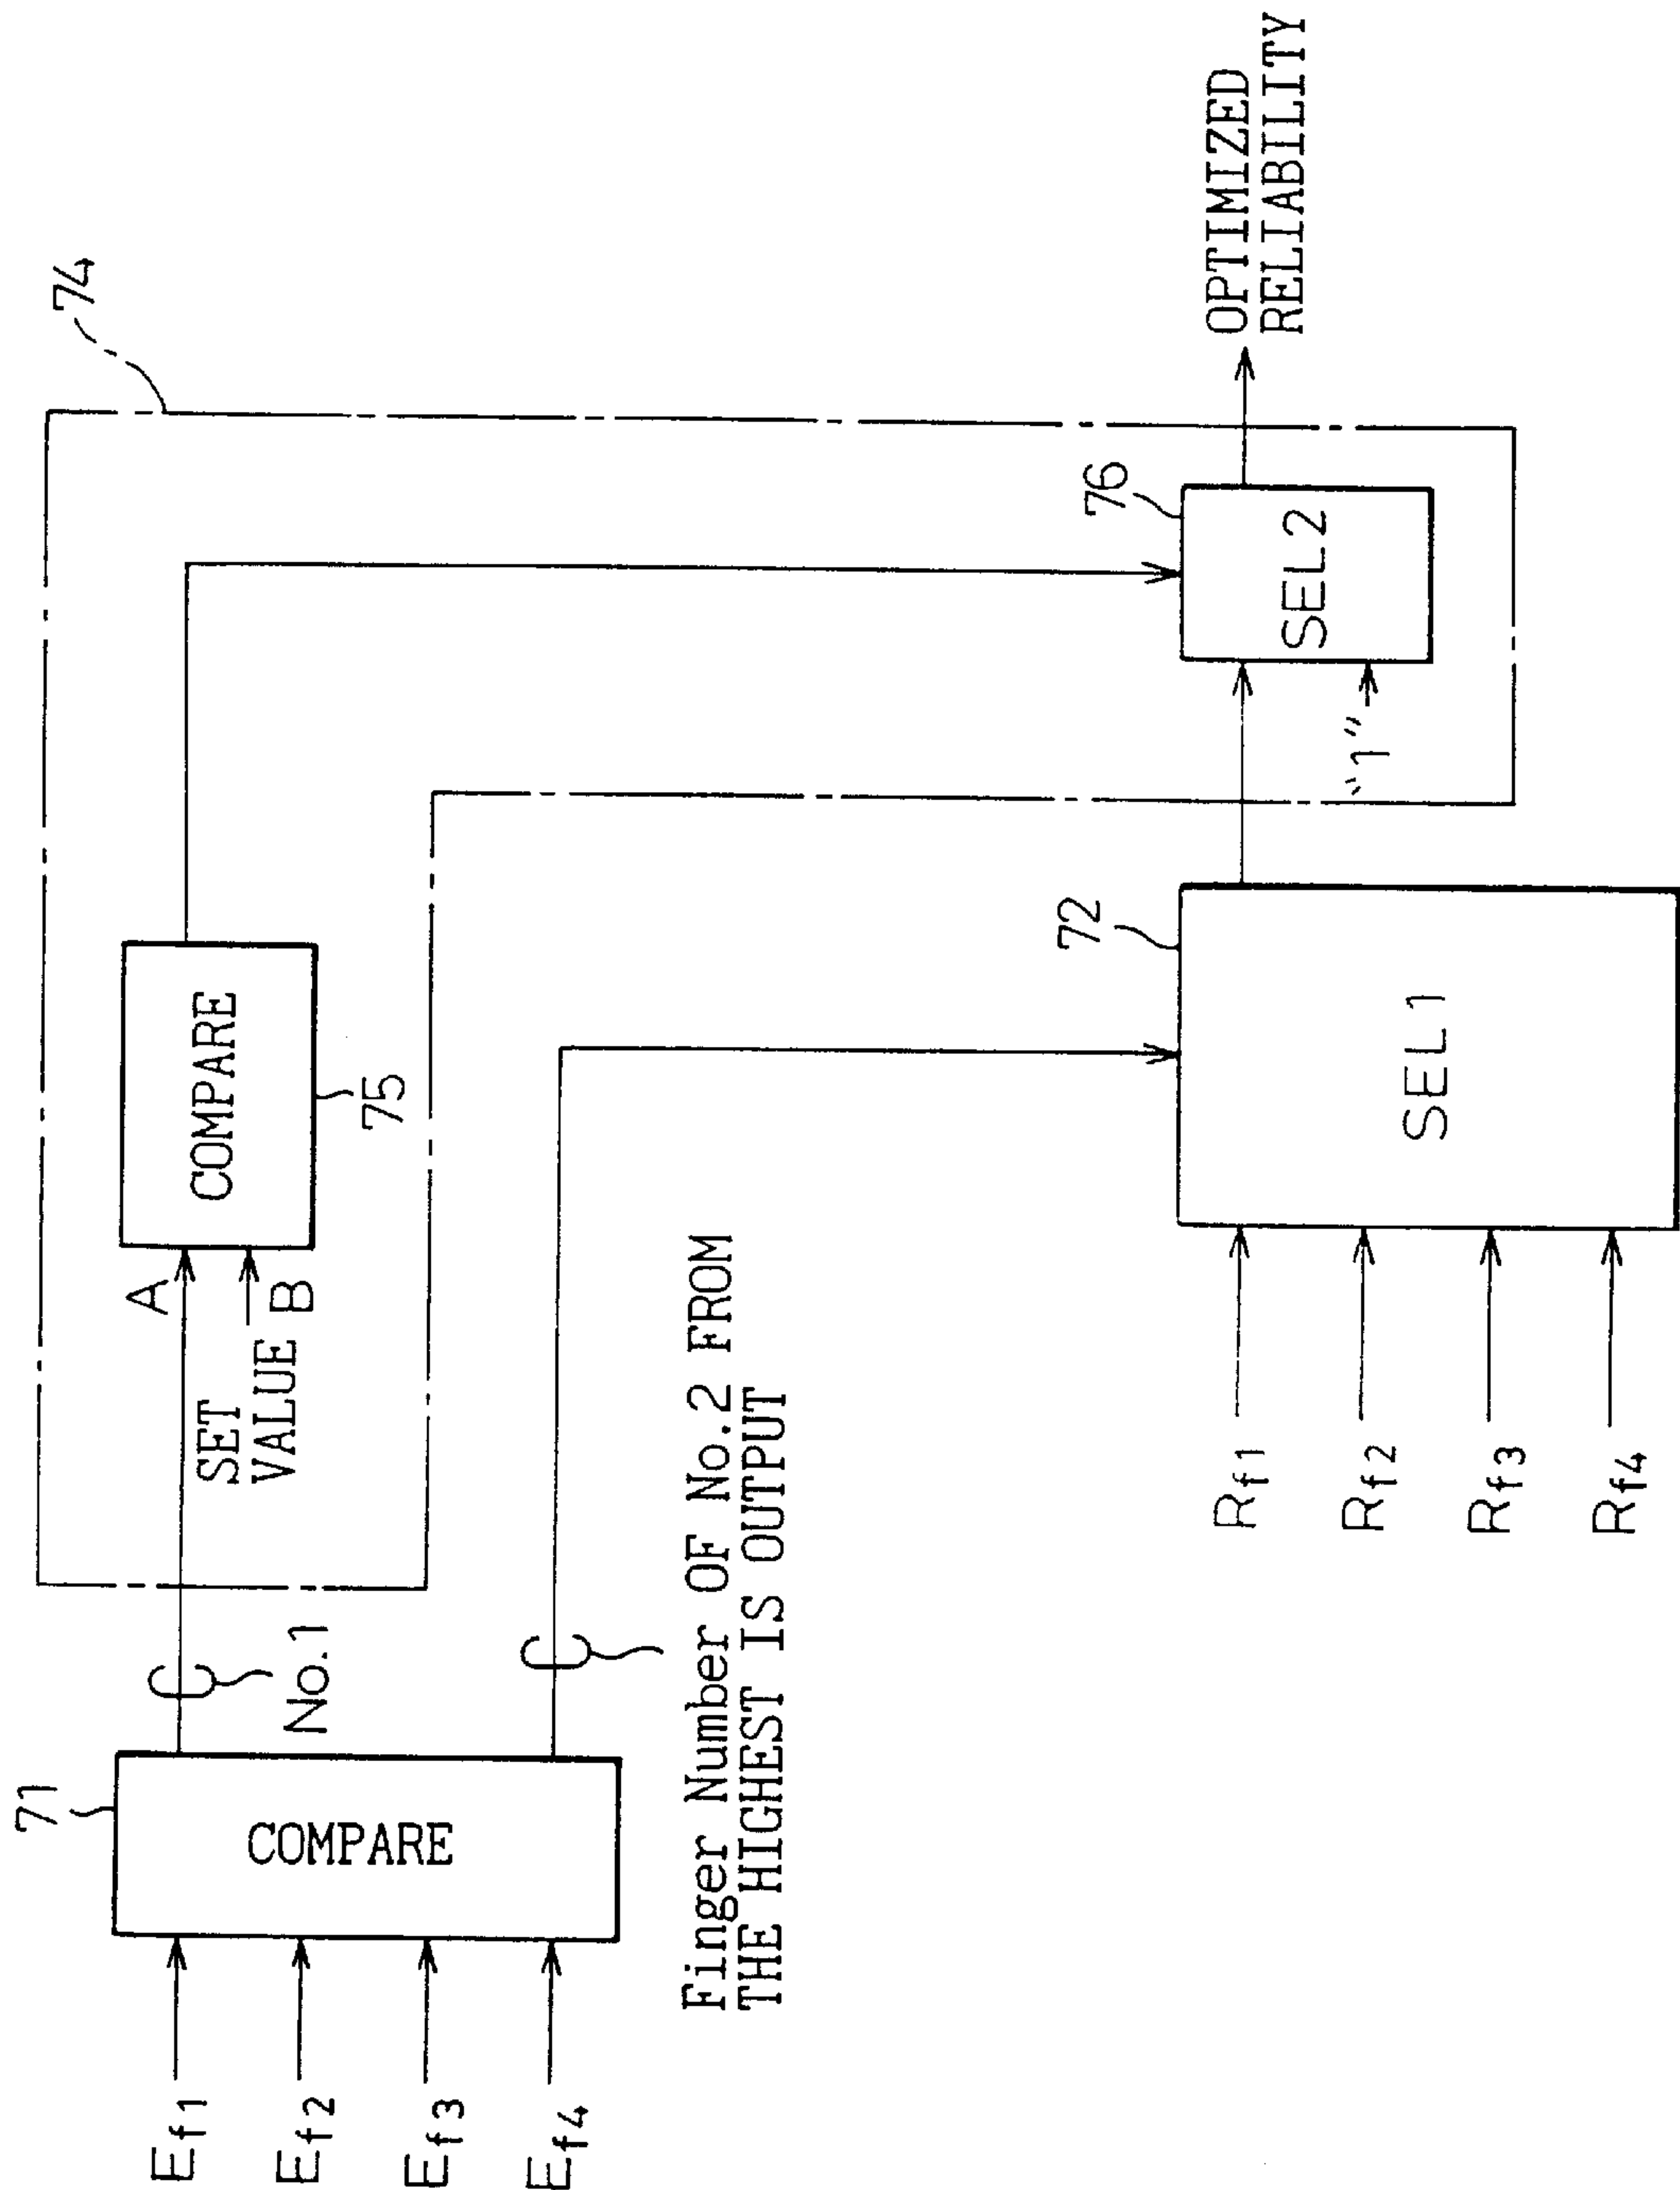 74
COMPARE
75
A
B
SET
VALUE
No.1
71
COMPARE
Ef1
Ef2
Ef3
Ef4
Finger Number OF No.2 FROM
THE HIGHEST IS OUTPUT
76
SEL2
"1"
OPTIMIZED
RELIABILITY
72
SEL1
Rf1
Rf2
Rf3
Rf4